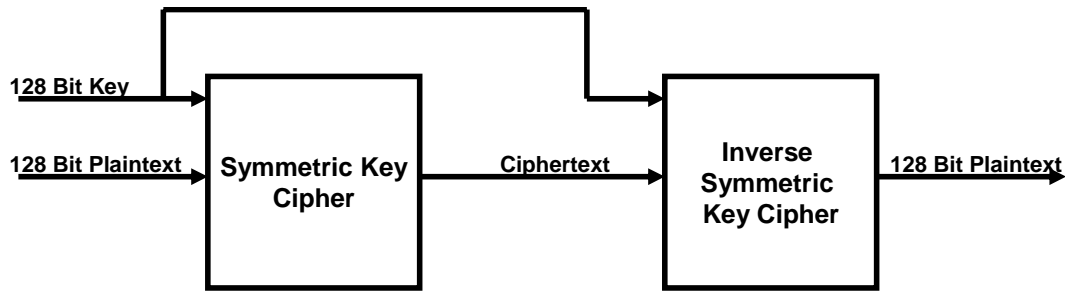 128 Bit Key
128 Bit Plaintext
Symmetric Key
Cipher
Ciphertext
Inverse
Symmetric
Key Cipher
128 Bit Plaintext